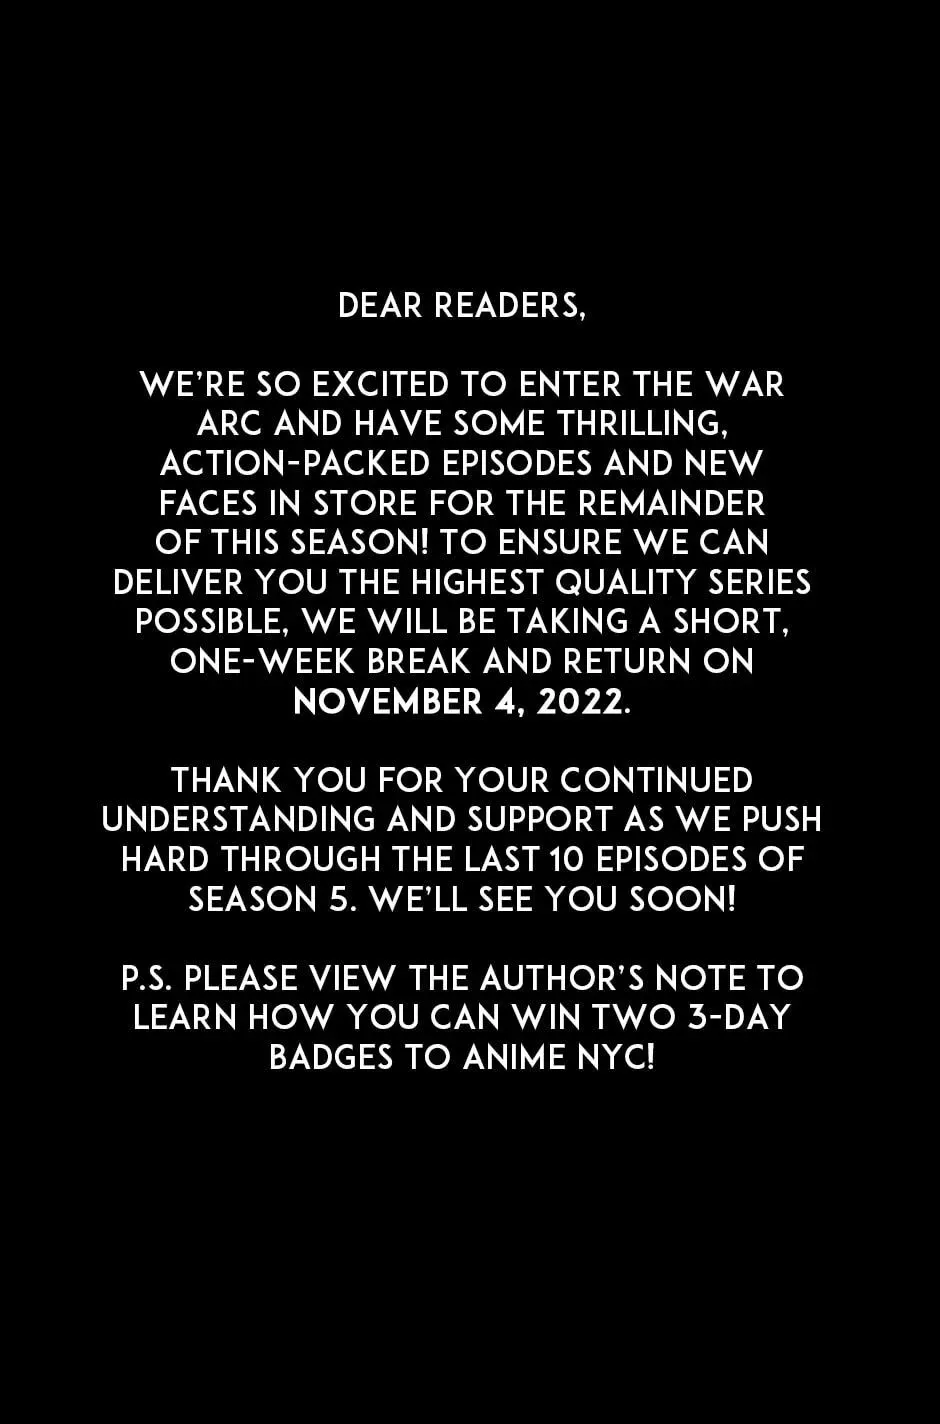 DEAR READERS,
WE'RE SO EXCITED TO ENTER THE WAR
ARC AND HAVE SOME THRILLING,
ACTION-PACKED EPISODES AND NEW
FACES IN STORE FOR THE REMAINDER
OF THIS SEASON! TO ENSURE WE CAN
DELIVER YOU THE HIGHEST QUALITY SERIES
POSSIBLE, WE WILL BE TAKING A SHORT,
ONE-WEEK BREAK AND RETURN ON
NOVEMBER 4, 2022.
THANK YOU FOR YOUR CONTINUED
UNDERSTANDING AND SUPPORT AS WE PUSH
HARD THROUGH THE LAST 10 EPISODES OF
SEASON 5. WE'LL SEE YOU SOON!
P.S. PLEASE VIEW THE AUTHOR'S NOTE TO
LEARN HOW YOU CAN WIN TWO 3-DAY
BADGES TO ANIME NYC!